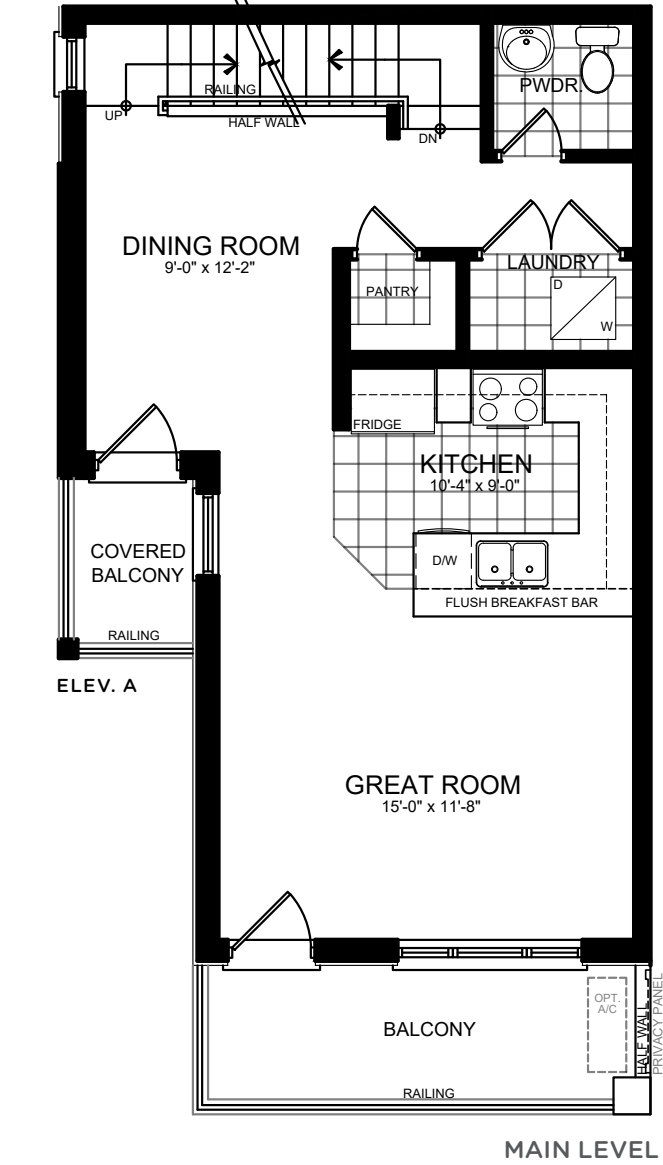 PWDR.
RAILING
UP
HALF WALL
DN
DINING ROOM
9'-0" x 12'-2"
LAUNDRY
PANTRY
D
W
FRIDGE
KITCHEN
10'-4" x 9'-0"
COVERED
BALCONY
D/W
FLUSH BREAKFAST BAR
RAILING
ELEV. A
GREAT ROOM
15'-0" x 11'-8"
OPT.
A/C
HALF WALL
PRIVACY PANEL
BALCONY
RAILING
MAIN LEVEL